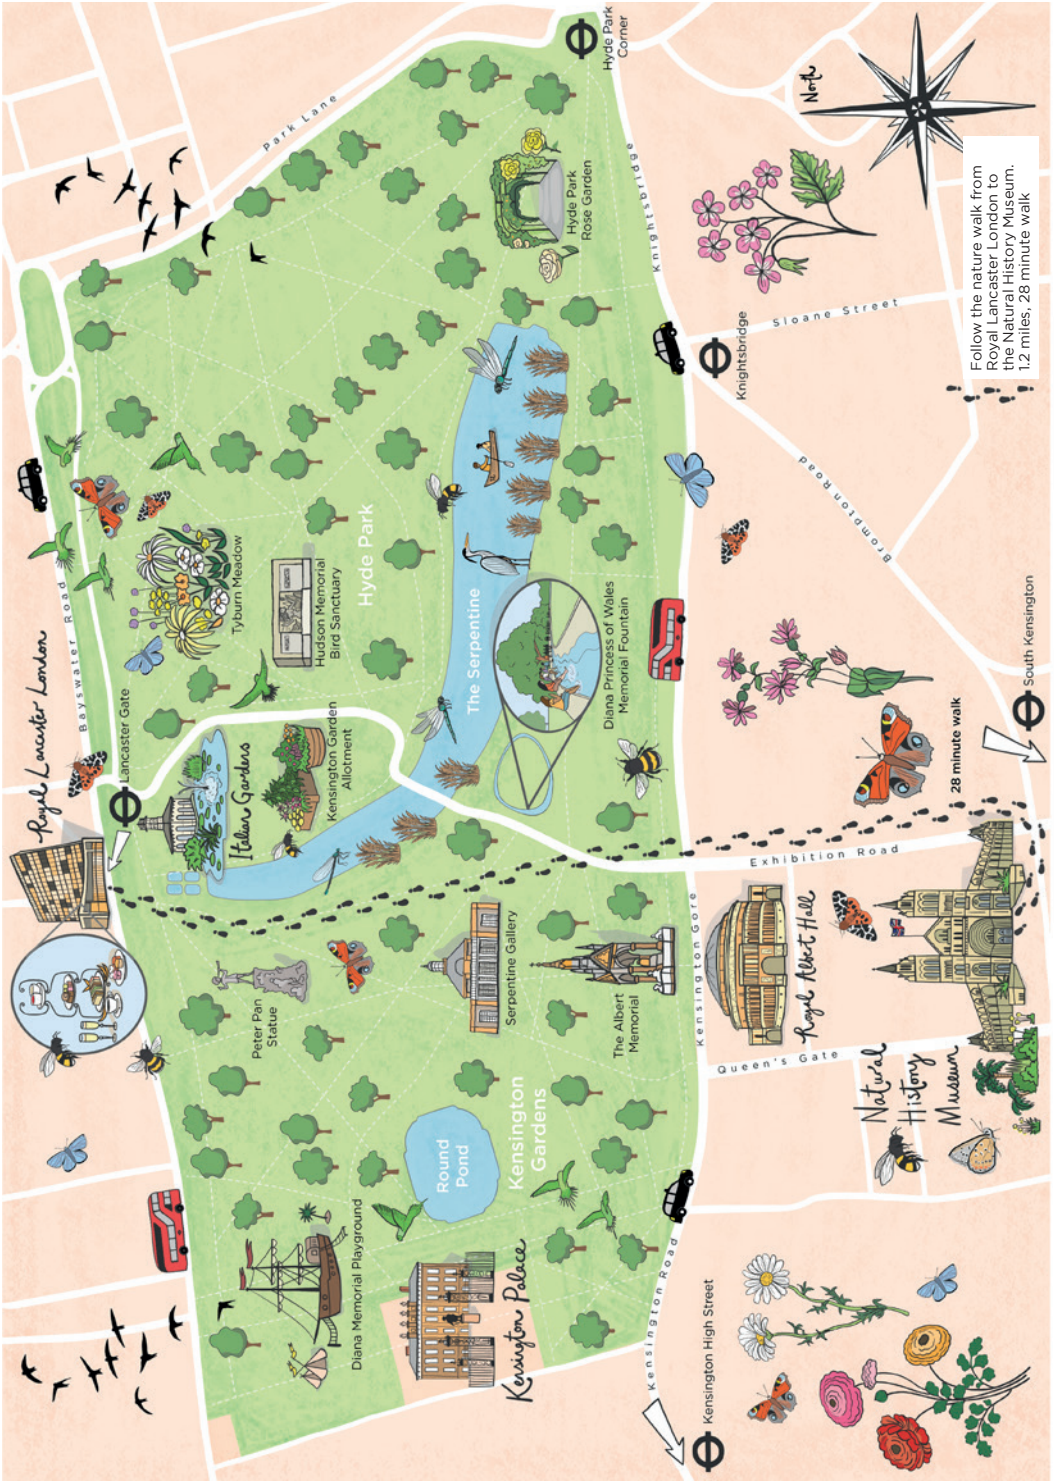 Royal Lancaster London
Bayswater Road
Lancaster Gate
Park Lane
Hyde Park
Corner
North
Tyburn Meadow
Hudson Memorial
Bird Sanctuary
Hyde Park
Hyde Park
Rose Garden
Knightsbridge
Italian Gardens
Kensington Garden
Allotment
The Serpentine
Diana Princess of Wales
Memorial Fountain
Peter Pan
Statue
Serpentine Gallery
The Albert
Memorial
Diana Memorial Playground
Round
Pond
Kensington
Gardens
Kensington Palace
Kensington Road
Kensington High Street
Kensington Gore
Queen's Gate
Royal Albert Hall
Exhibition Road
Natural
History
Museum
28 minute walk
South Kensington
Brompton Road
Knightsbridge
Sloane Street
Follow the nature walk from
Royal Lancaster London to
the Natural History Museum.
1.2 miles, 28 minute walk